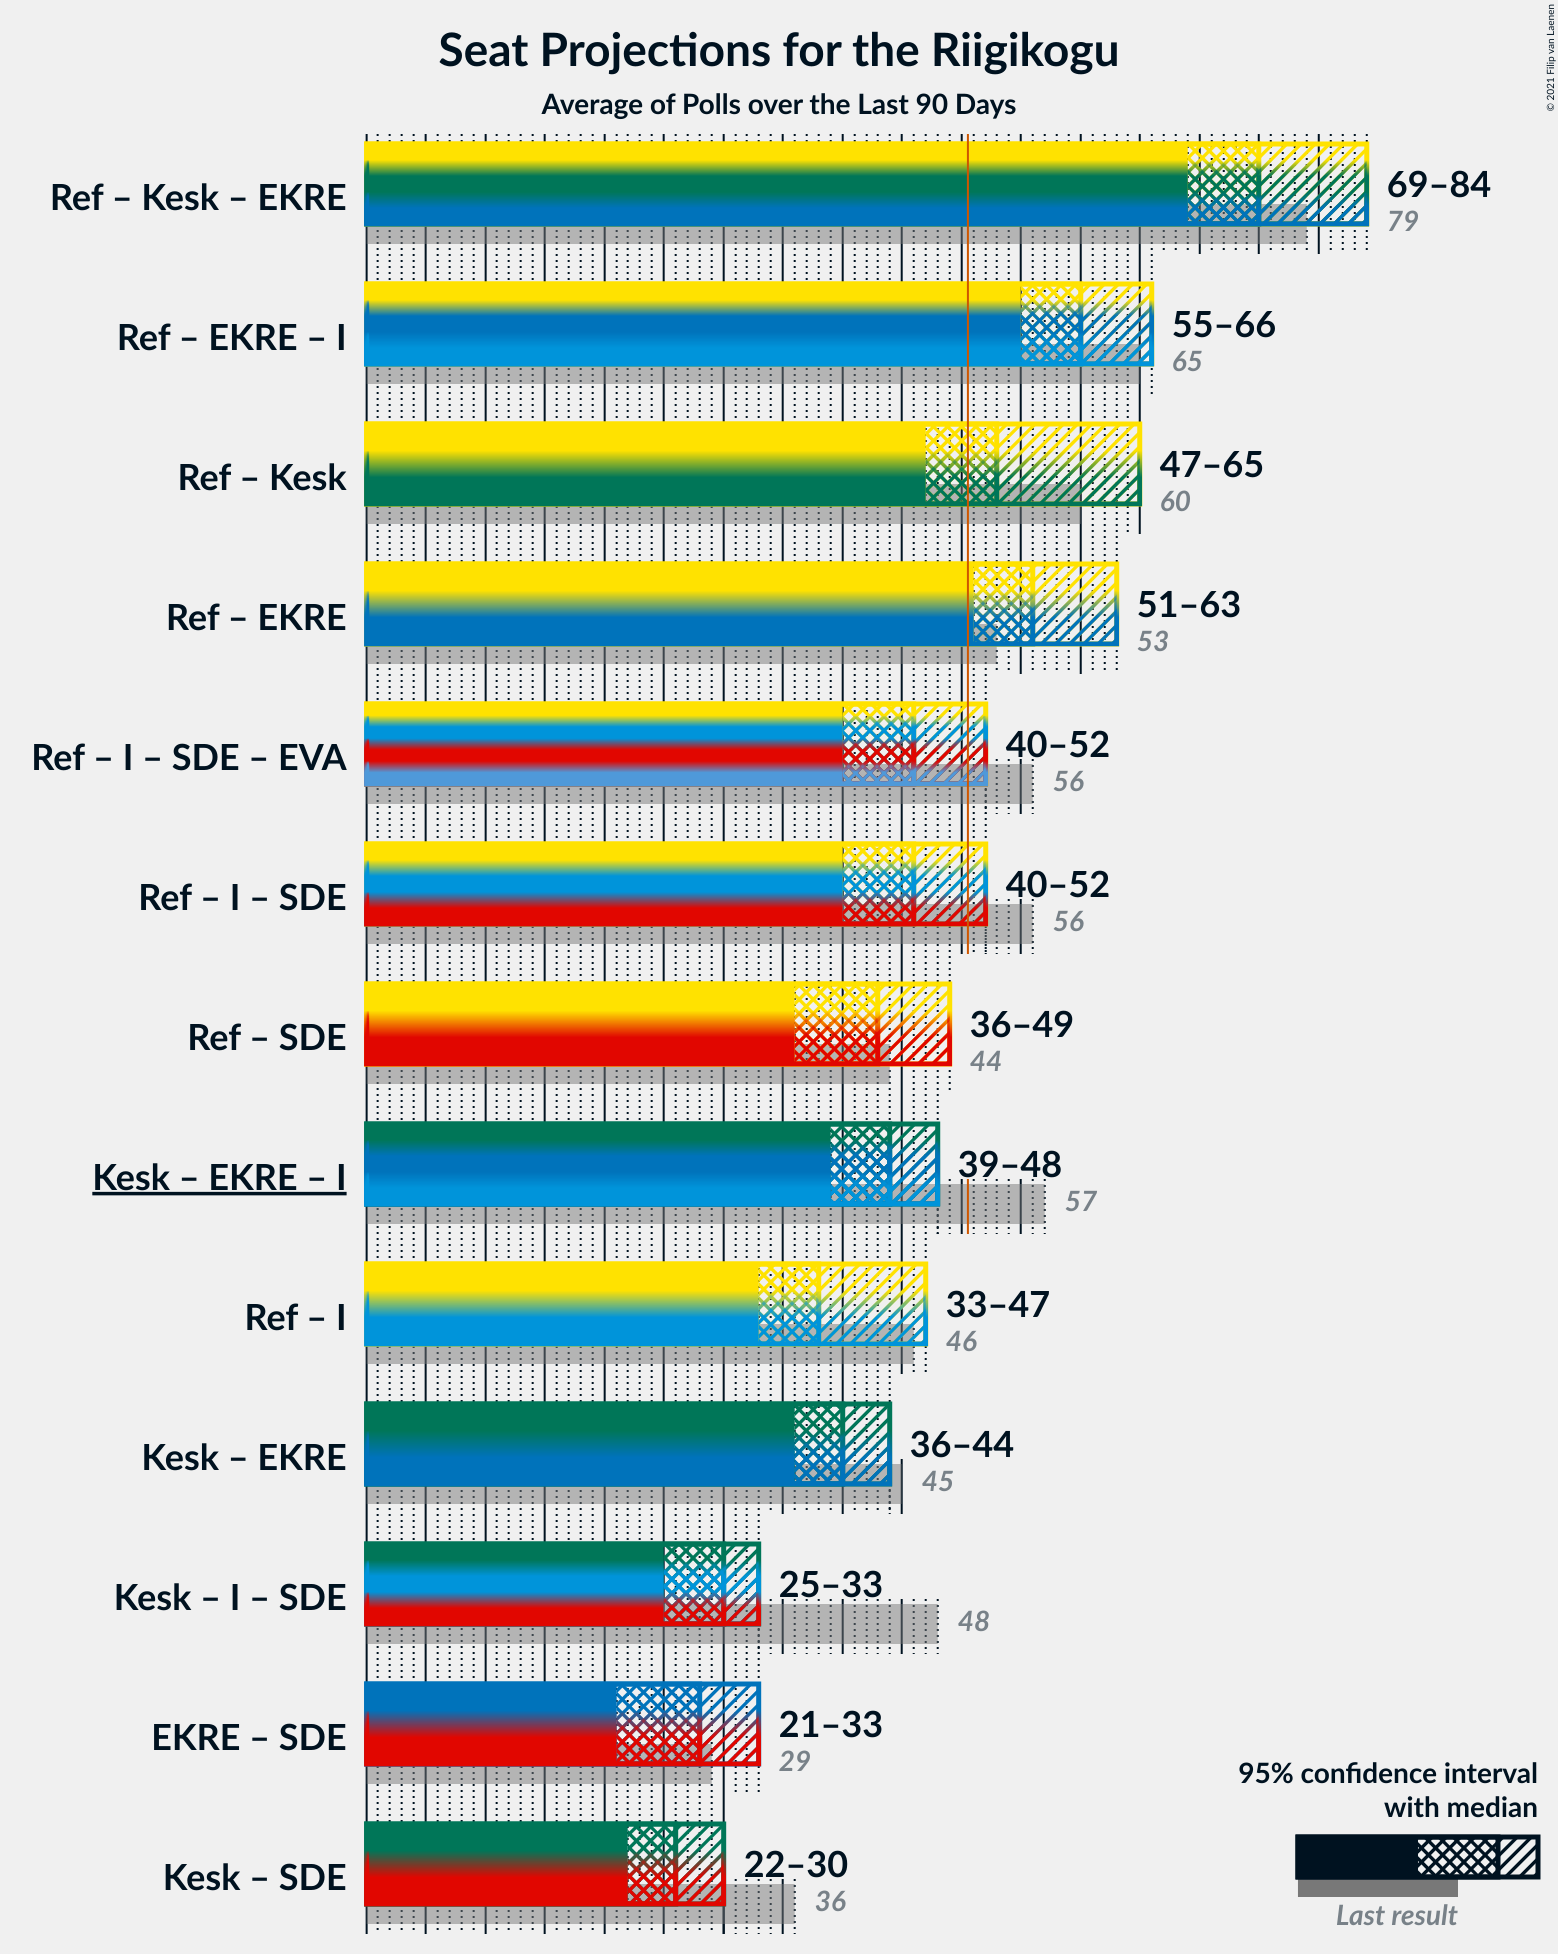 Seat Projections for the Riigikogu
Average of Polls over the Last 90 Days
© 2021 Filip van Laenen
Ref – Kesk – EKRE
69–84
79
Ref – EKRE – I
55–66
65
Ref – Kesk
47–65
60
Ref – EKRE
51–63
53
Ref – I – SDE – EVA
40–52
56
Ref – I – SDE
40–52
56
Ref – SDE
36–49
44
Kesk – EKRE – I
39–48
57
Ref – I
33–47
46
Kesk – EKRE
36–44
45
Kesk – I – SDE
25–33
48
EKRE – SDE
21–33
29
Kesk – SDE
22–30
36
95% confidence interval
with median
Last result